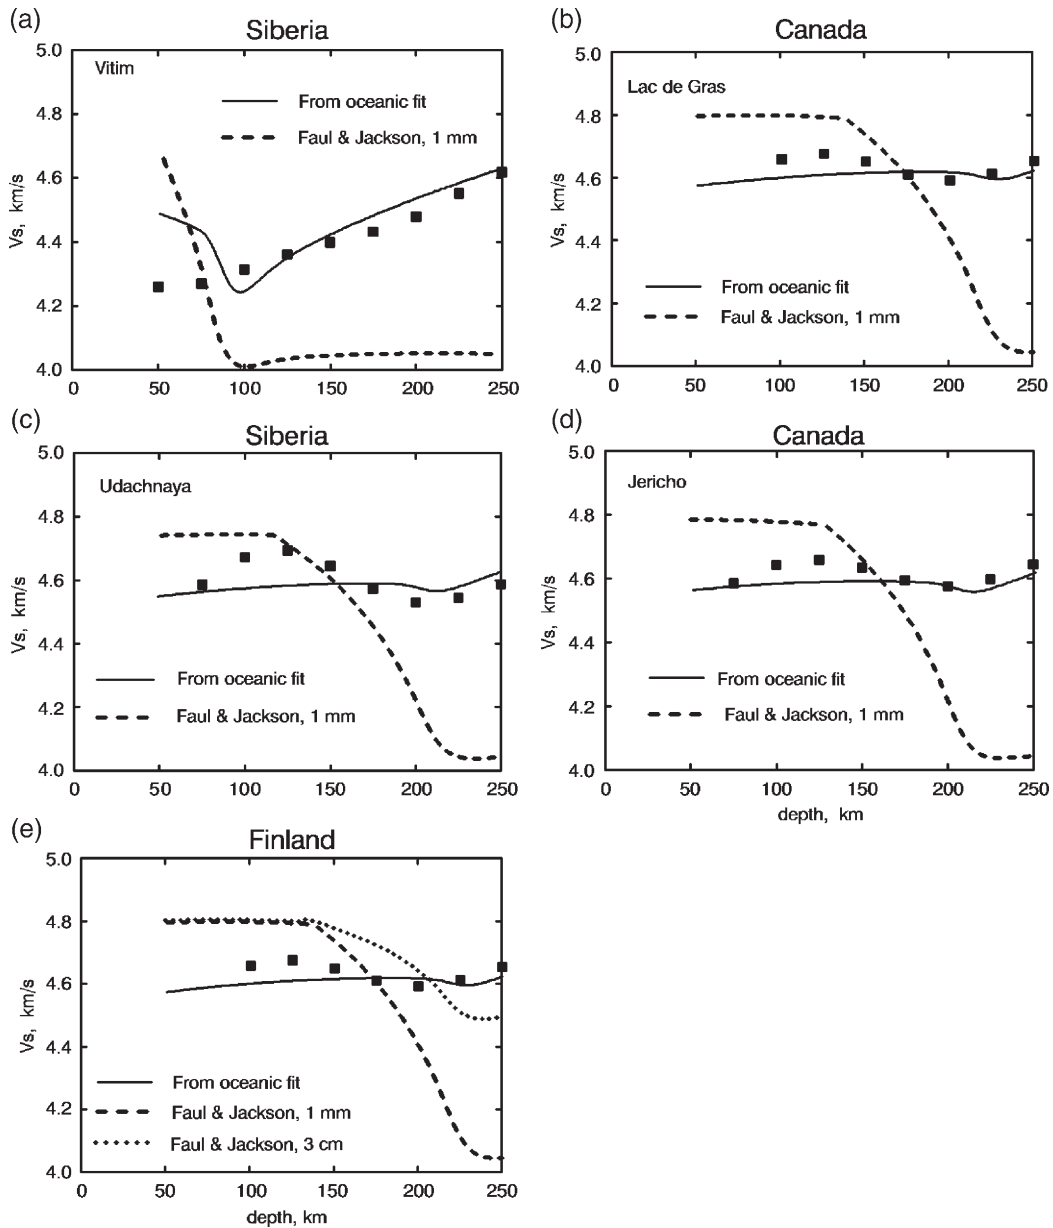 (a) Siberia
5.0
Vitim
4.8
From oceanic fit
Faul & Jackson, 1 mm
4.6
Vs, km/s
4.4
4.2
4.0
50 100 150 200 250
(b) Canada
5.0
Lac de Gras
4.8
4.6
Vs, km/s
4.4
From oceanic fit
4.2
Faul & Jackson, 1 mm
4.0
0 50 100 150 200 250
(c) Siberia
5.0
Udachnaya
4.8
4.6
Vs, km/s
4.4
From oceanic fit
4.2
Faul & Jackson, 1 mm
4.0
0 50 100 150 200 250
(d) Canada
5.0
Jericho
4.8
4.6
Vs, km/s
4.4
From oceanic fit
4.2
Faul & Jackson, 1 mm
4.0
0 50 100 150 200 250
depth, km
(e) Finland
5.0
4.8
4.6
Vs, km/s
4.4
From oceanic fit
4.2
Faul & Jackson, 1 mm
Faul & Jackson, 3 cm
4.0
0 50 100 150 200 250
depth, km